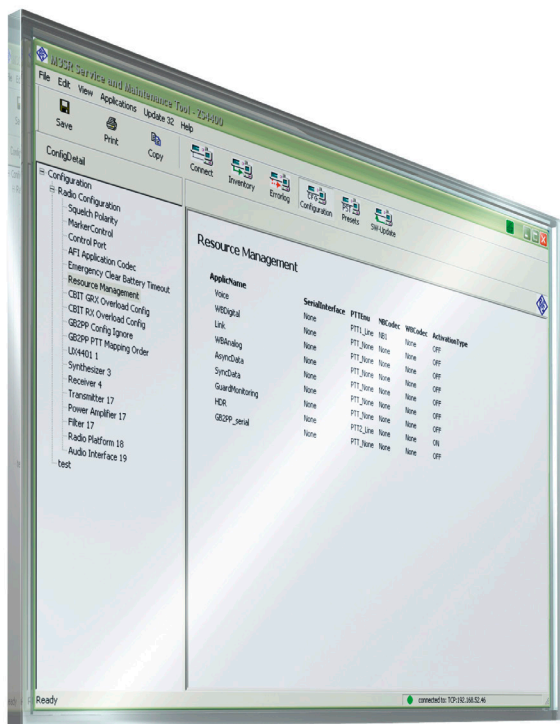 M3SR Service and Maintenance Tool - ZS4400
File Edit View Applications Update 32 Help
Save Print Copy Connect Inventory Errorlog Configuration Presets SW-Update
ConfigDetail
Configuration
Radio Configuration
Squelch Polarity
MarkerControl
Control Port
AF1 Application Codec
Emergency Clear Battery Timeout
Resource Management
CBIT GRX Overload Config
CBIT RX Overload Config
GB2PP Config Ignore
GB2PP PTT Mapping Order
UX4401 1
Synthesizer 3
Receiver 4
Transmitter 17
Power Amplifier 17
Filter 17
Radio Platform 18
Audio Interface 19
test
Resource Management
ApplicName SerialInterface PTTEnu NBCodec WBCodec ActivationType
Voice None PTT1_Line NB1 None OFF
WBDigital None PTT_None None None OFF
Link None PTT_None None None OFF
WBAnalog None PTT_None None None OFF
AsyncData None PTT_None None None OFF
SyncData None PTT_None None None OFF
GuardMonitoring None PTT_None None None OFF
HDR None PTT2_Line None None ON
GB2PP_serial None PTT_None None None OFF
Ready
connected to: TCP:192.168.52.46